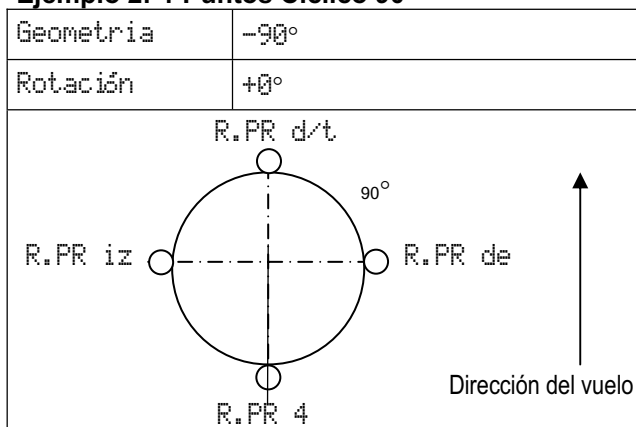 Geometria -90°
Rotación +0°
R.PR d/t
90°
R.PR iz
R.PR de
Dirección del vuelo
R.PR 4